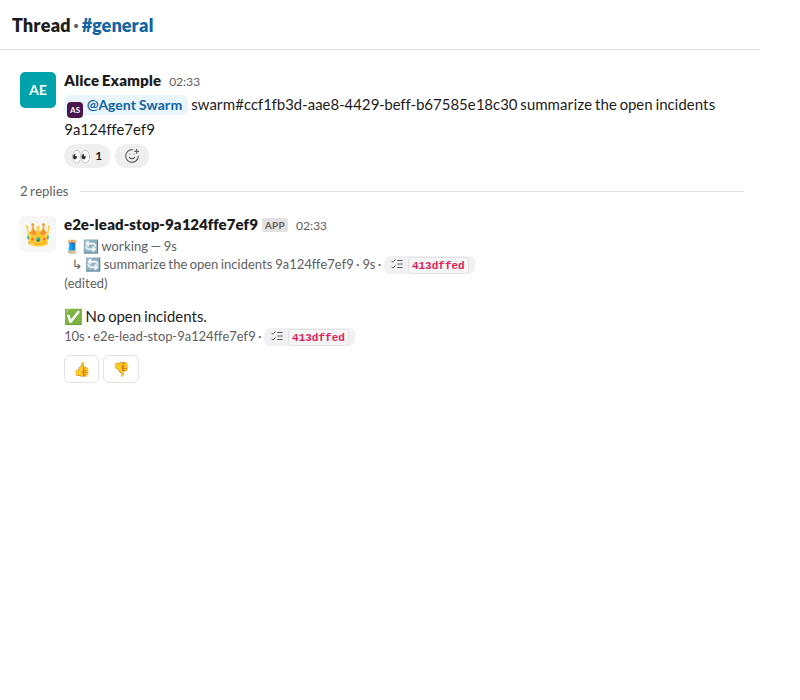 Thread · #general
AE
Alice Example 02:33
AS @Agent Swarm swarm#ccf1fb3d-aae8-4429-beff-b67585e18c30 summarize the open incidents
9a124ffe7ef9
👀 1
2 replies
e2e-lead-stop-9a124ffe7ef9 APP 02:33
🧵 🔄 working — 9s
↳ 🔄 summarize the open incidents 9a124ffe7ef9 · 9s · 413dffed
(edited)
✅ No open incidents.
10s · e2e-lead-stop-9a124ffe7ef9 · 413dffed
👍 👎